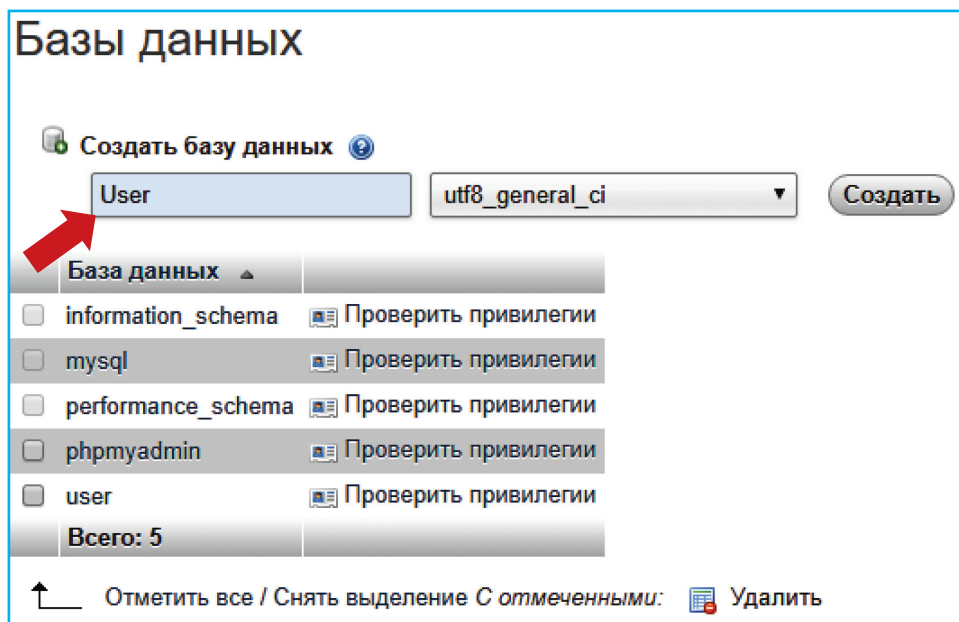 Базы данных
Создать базу данных
User utf8_general_ci Создать
База данных
information_schema Проверить привилегии
mysql Проверить привилегии
performance_schema Проверить привилегии
phpmyadmin Проверить привилегии
user Проверить привилегии
Всего: 5
Отметить все / Снять выделение С отмеченными: Удалить